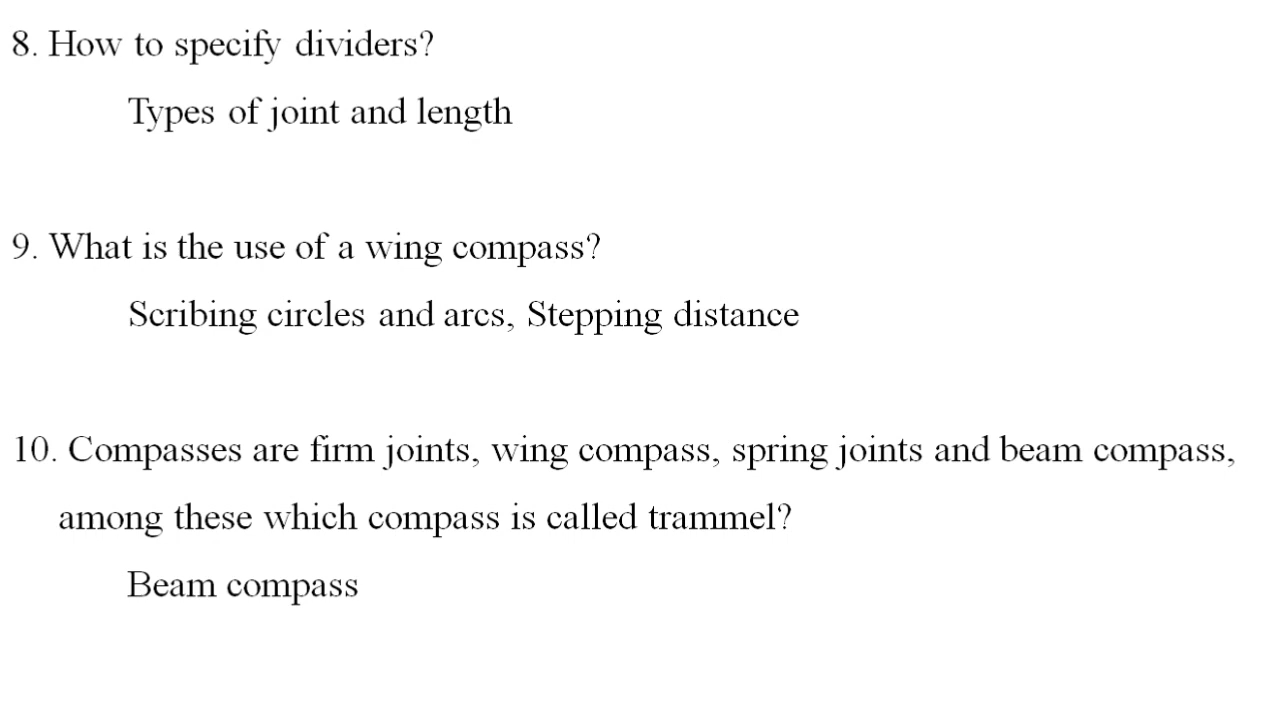 8. How to specify dividers?
Types of joint and length
9. What is the use of a wing compass?
Scribing circles and arcs, Stepping distance
10. Compasses are firm joints, wing compass, spring joints and beam compass,
among these which compass is called trammel?
Beam compass